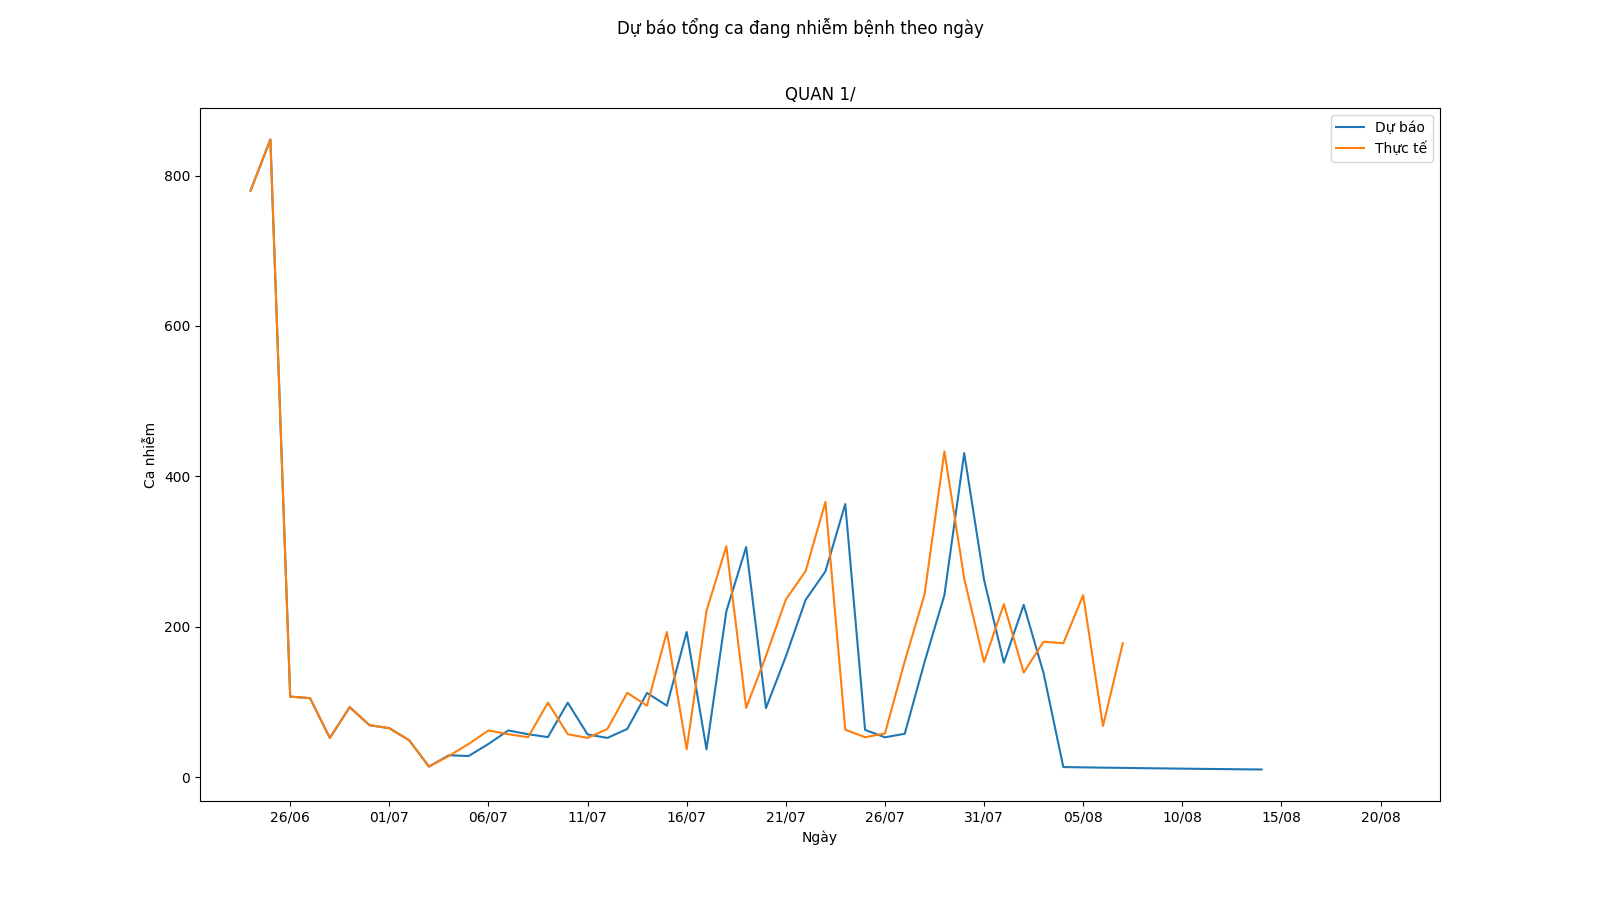 Dự báo tổng ca đang nhiễm bệnh theo ngày
QUAN 1/
Dự báo
Thực tế
800
600
400
200
0
Ca nhiễm
26/06 01/07 06/07 11/07 16/07 21/07 26/07 31/07 05/08 10/08 15/08 20/08
Ngày